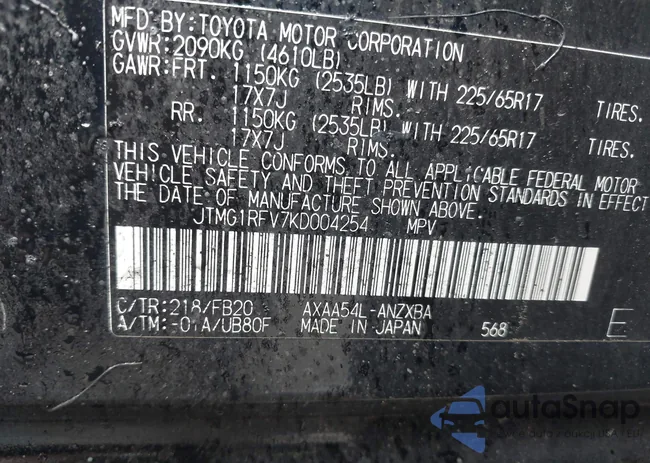 MFD. BY: TOYOTA MOTOR CORPORATION
GVWR: 2090KG (4610LB)
GAWR: FRT. 1150KG (2535LB) WITH 225/65R17 TIRES.
17X7J RIMS.
RR. 1150KG (2535LB) WITH 225/65R17 TIRES.
17X7J RIMS.
THIS VEHICLE CONFORMS TO ALL APPLICABLE FEDERAL MOTOR
VEHICLE SAFETY AND THEFT PREVENTION STANDARDS IN EFFECT
THE DATE OF MANUFACTURE SHOWN ABOVE.
JTMG1RFV7KD004254 MPV
C/TR: 218/FB20 AXAA54L-ANZXBA
A/TM: -01A/UB80F MADE IN JAPAN 568 E
autoSnap